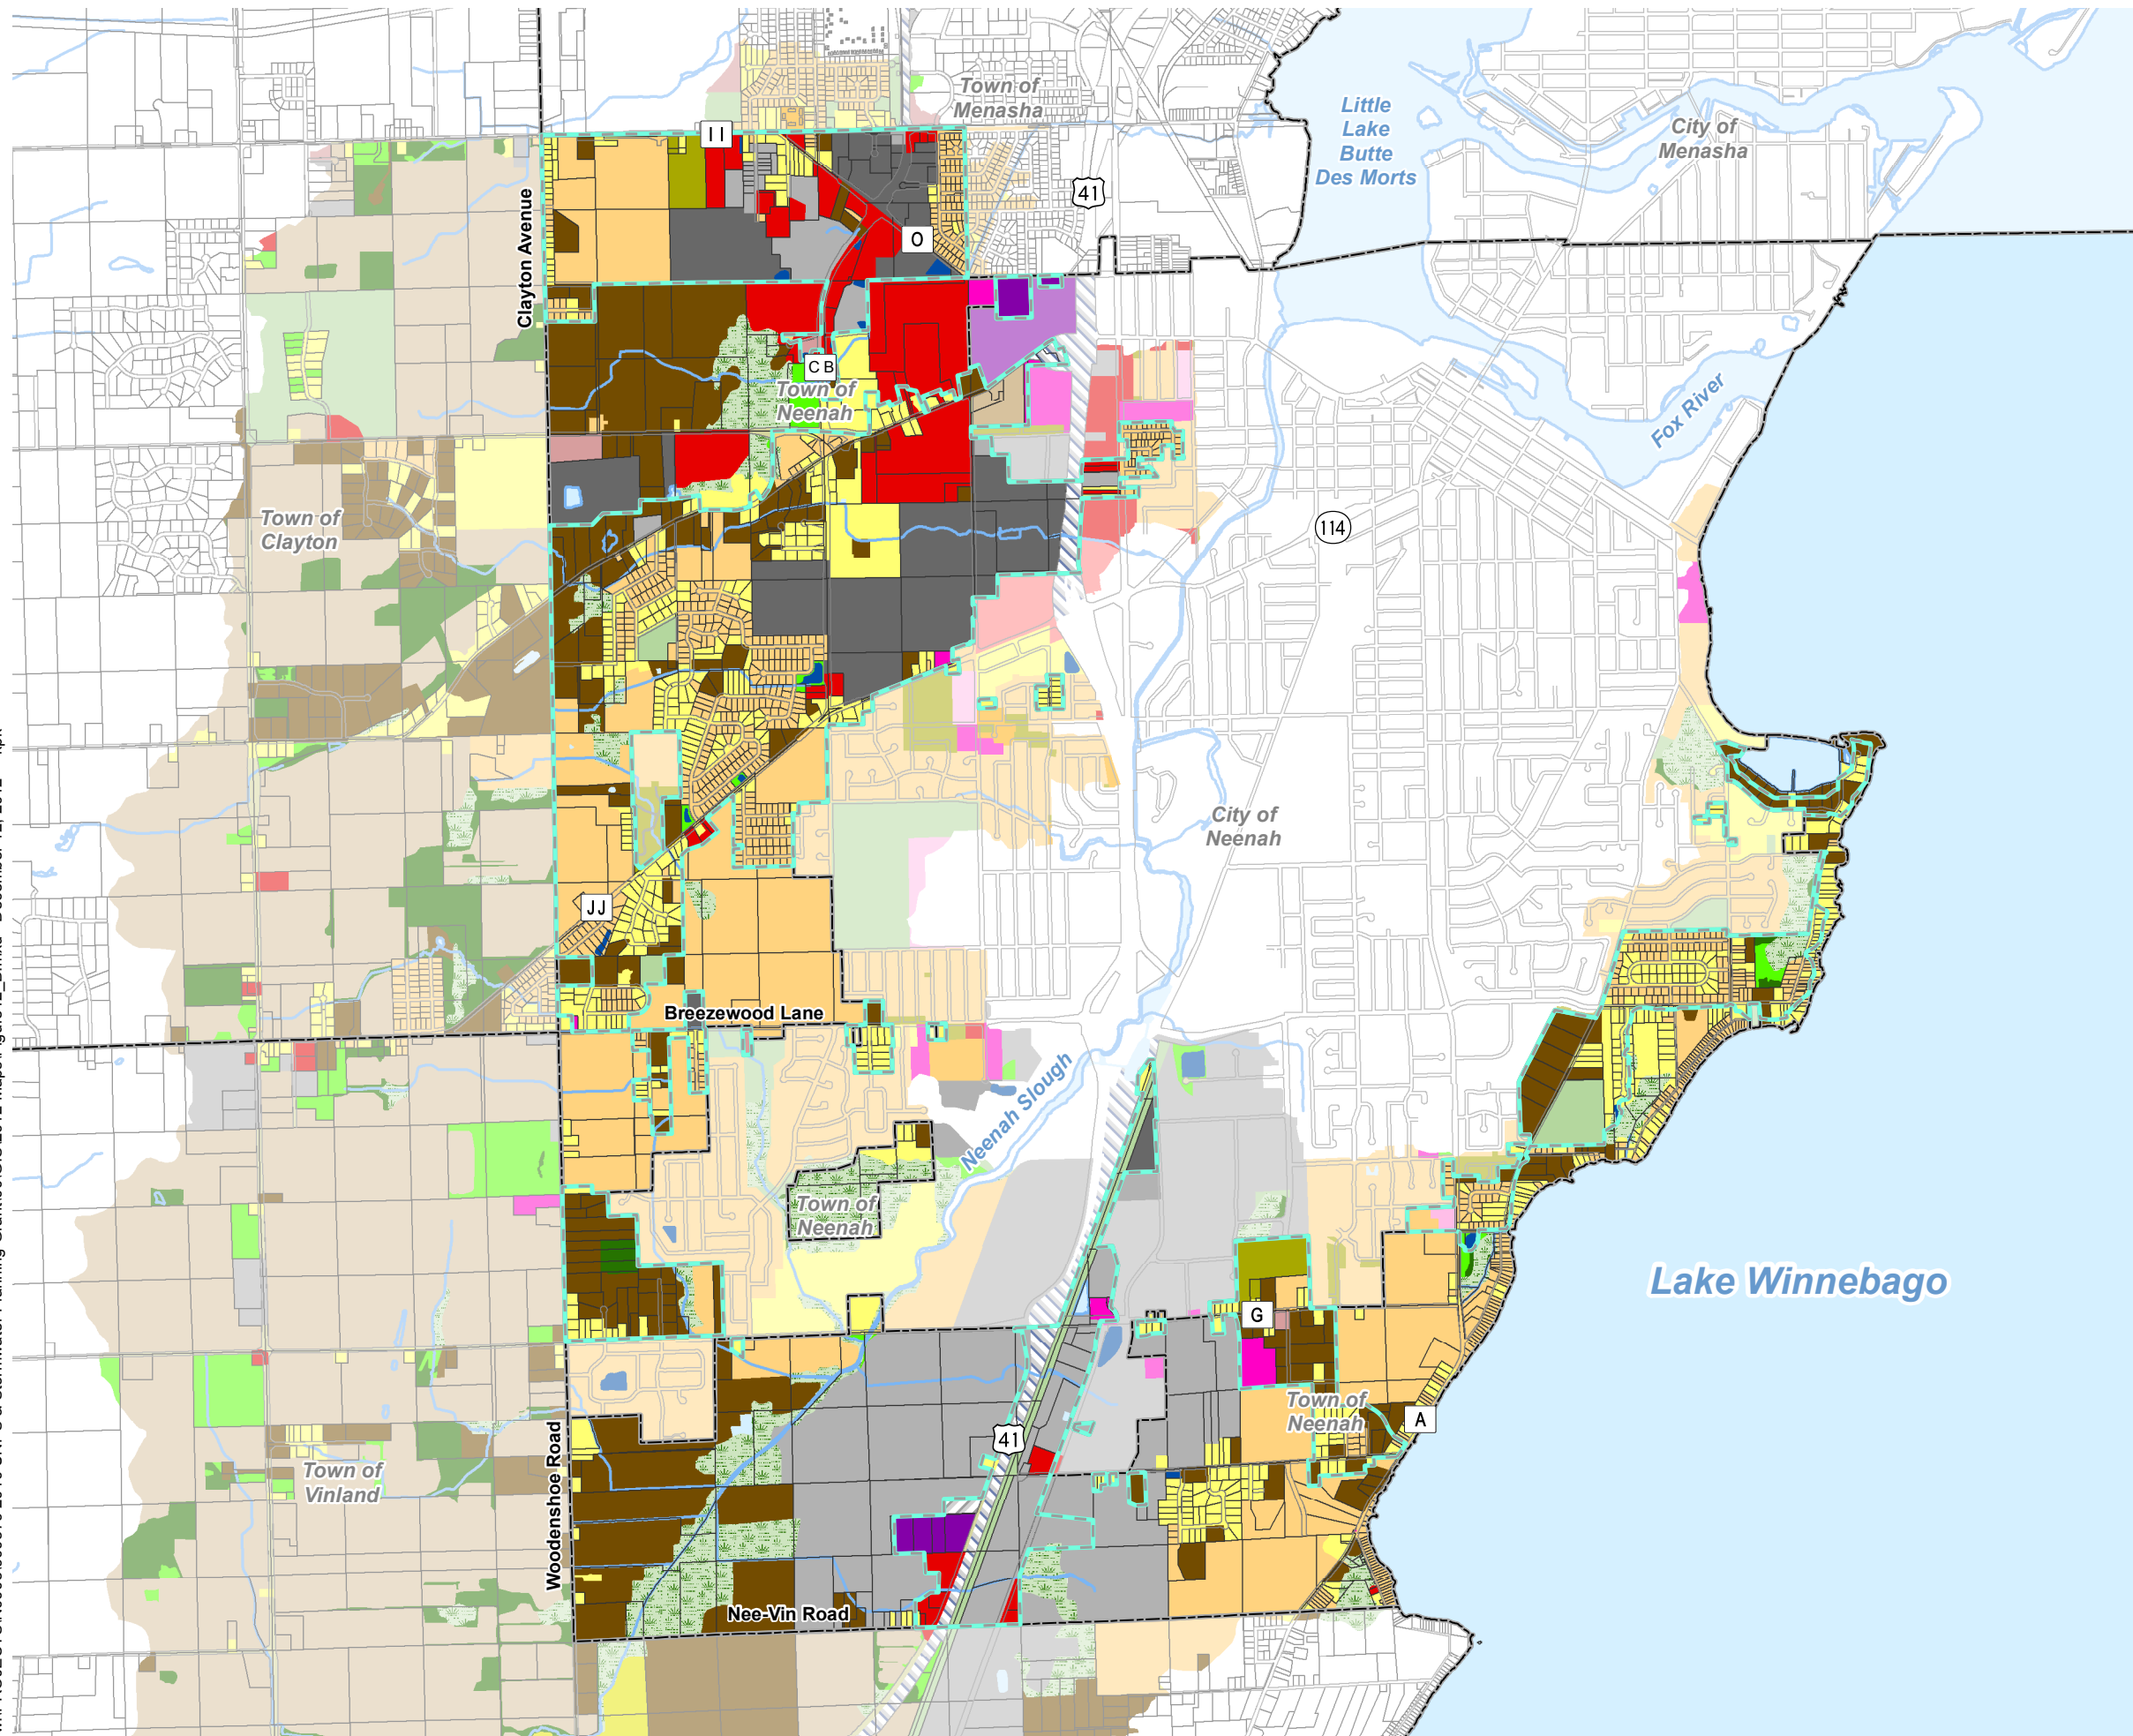 Town of
Menasha
Little
Lake
Butte
Des Morts
City of
Menasha
II
41
Clayton Avenue
O
CB
Town of
Neenah
Fox River
Town of
Clayton
114
City of
Neenah
JJ
Breezewood Lane
Neenah Slough
Town of
Neenah
Lake Winnebago
G
Town of
Neenah
A
41
Woodenshoe Road
Town of
Vinland
Nee-Vin Road